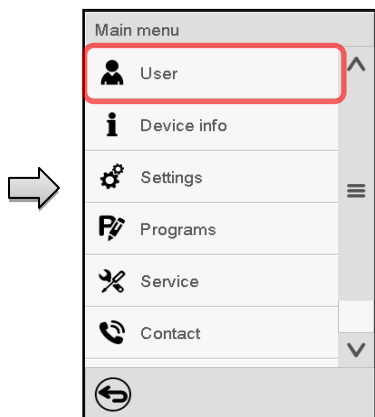 Main menu
User
Device info
Settings
Programs
Service
Contact